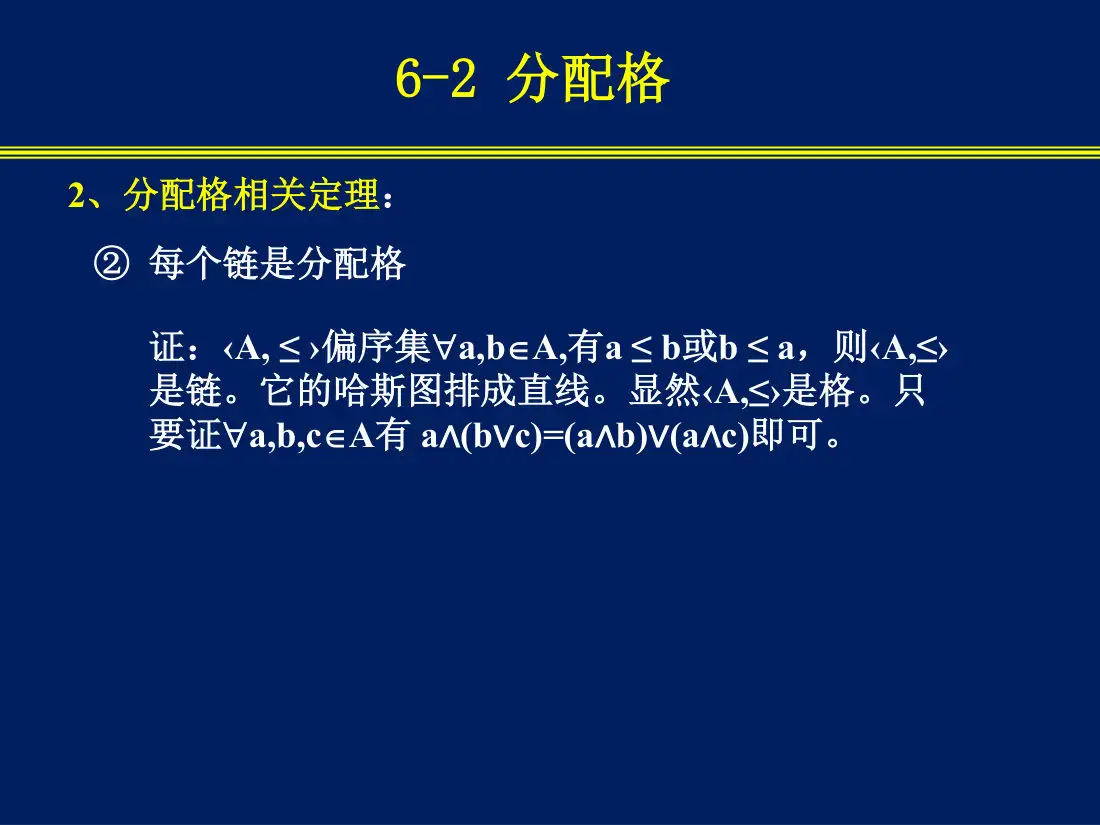 6-2 分配格
2、分配格相关定理：
② 每个链是分配格
证：‹A, ≤ ›偏序集∀a,b∈A,有a ≤ b或b ≤ a，则‹A,≤›
是链。它的哈斯图排成直线。显然‹A,≤›是格。只
要证∀a,b,c∈A有 a∧(b∨c)=(a∧b)∨(a∧c)即可。